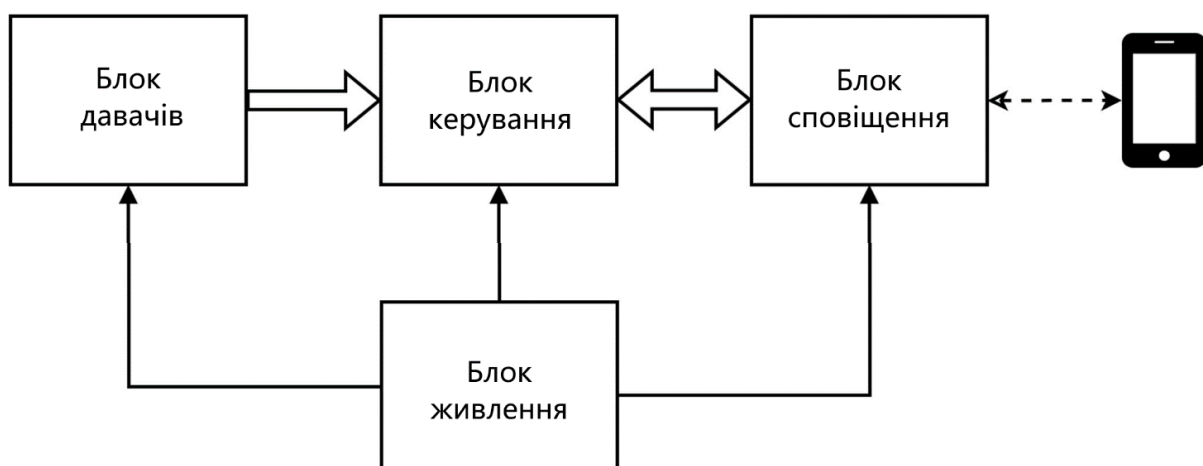 Блок
давачів
Блок
керування
Блок
сповіщення
Блок
живлення